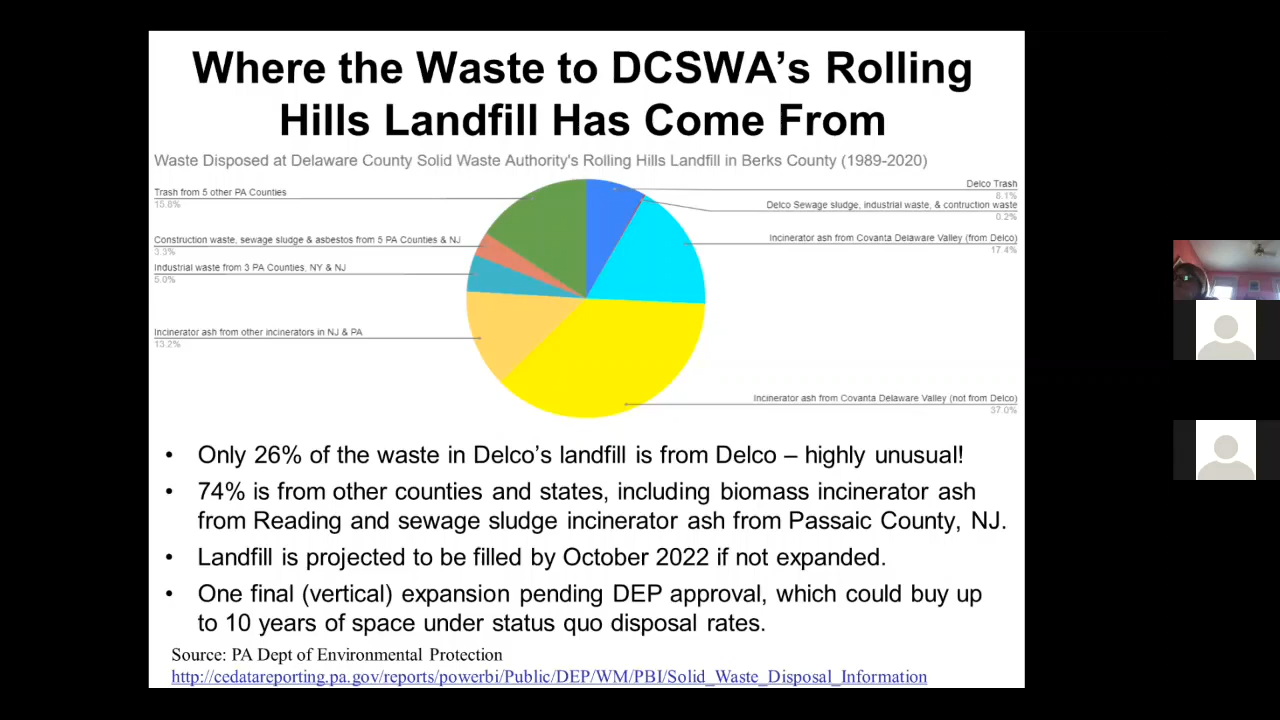 Where the Waste to DCSWA's Rolling
Hills Landfill Has Come From
Waste Disposed at Delaware County Solid Waste Authority's Rolling Hills Landfill in Berks County (1989-2020)
Trash from 5 other PA Counties
15.8%
Construction waste, sewage sludge & asbestos from 5 PA Counties & NJ
3.3%
Industrial waste from 3 PA Counties, NY & NJ
5.0%
Incinerator ash from other incinerators in NJ & PA
13.2%
Delco Trash
8.1%
Delco Sewage sludge, industrial waste, & contruction waste
0.2%
Incinerator ash from Covanta Delaware Valley (from Delco)
17.4%
Incinerator ash from Covanta Delaware Valley (not from Delco)
37.0%
• Only 26% of the waste in Delco's landfill is from Delco – highly unusual!
• 74% is from other counties and states, including biomass incinerator ash
from Reading and sewage sludge incinerator ash from Passaic County, NJ.
• Landfill is projected to be filled by October 2022 if not expanded.
• One final (vertical) expansion pending DEP approval, which could buy up
to 10 years of space under status quo disposal rates.
Source: PA Dept of Environmental Protection
http://cedatareporting.pa.gov/reports/powerbi/Public/DEP/WM/PBI/Solid_Waste_Disposal_Information